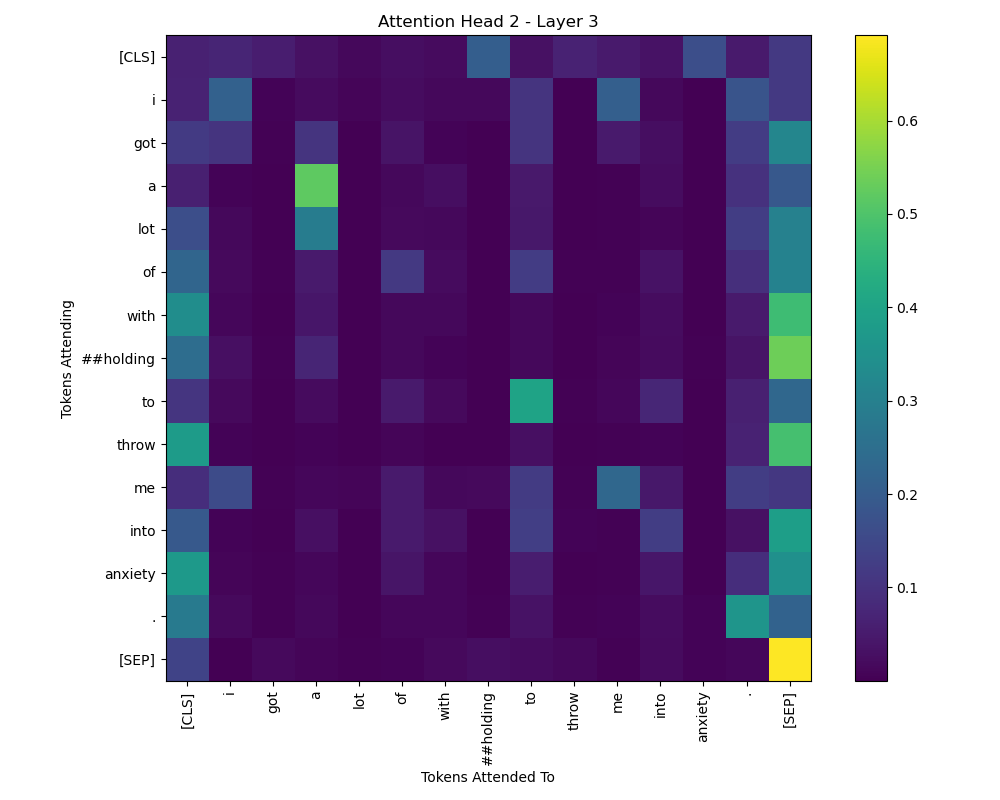 Attention Head 2 - Layer 3
Tokens Attending
[CLS]
i
got
a
lot
of
with
##holding
to
throw
me
into
anxiety
.
[SEP]
[CLS]
i
got
a
lot
of
with
##holding
to
throw
me
into
anxiety
.
[SEP]
Tokens Attended To
0.6
0.5
0.4
0.3
0.2
0.1